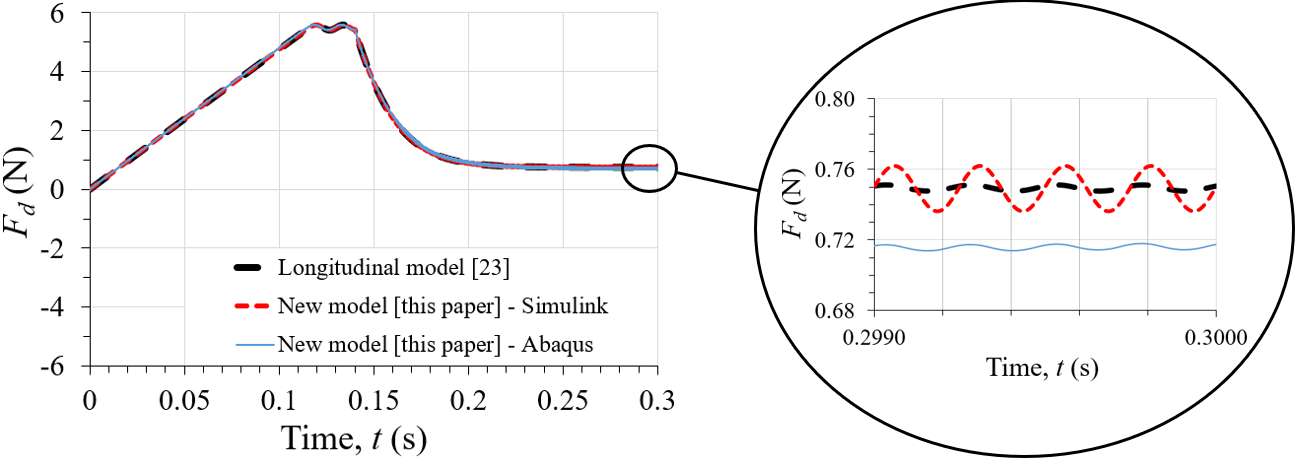 6
4
2
0
-2
-4
-6
F_d (N)
Longitudinal model [23]
New model [this paper] - Simulink
New model [this paper] - Abaqus
0 0.05 0.1 0.15 0.2 0.25 0.3
Time, t (s)
0.80
0.76
0.72
0.68
F_d (N)
0.2990 0.3000
Time, t (s)